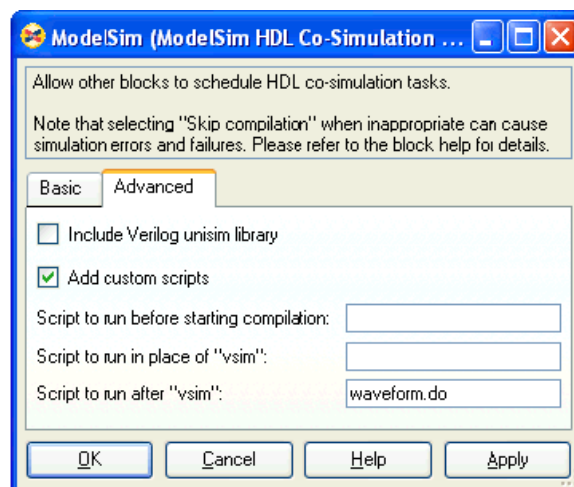 ModelSim (ModelSim HDL Co-Simulation ...
Allow other blocks to schedule HDL co-simulation tasks.
Note that selecting "Skip compilation" when inappropriate can cause
simulation errors and failures. Please refer to the block help for details.
Basic Advanced
Include Verilog unisim library
Add custom scripts
Script to run before starting compilation:
Script to run in place of "vsim":
Script to run after "vsim": waveform.do
OK Cancel Help Apply